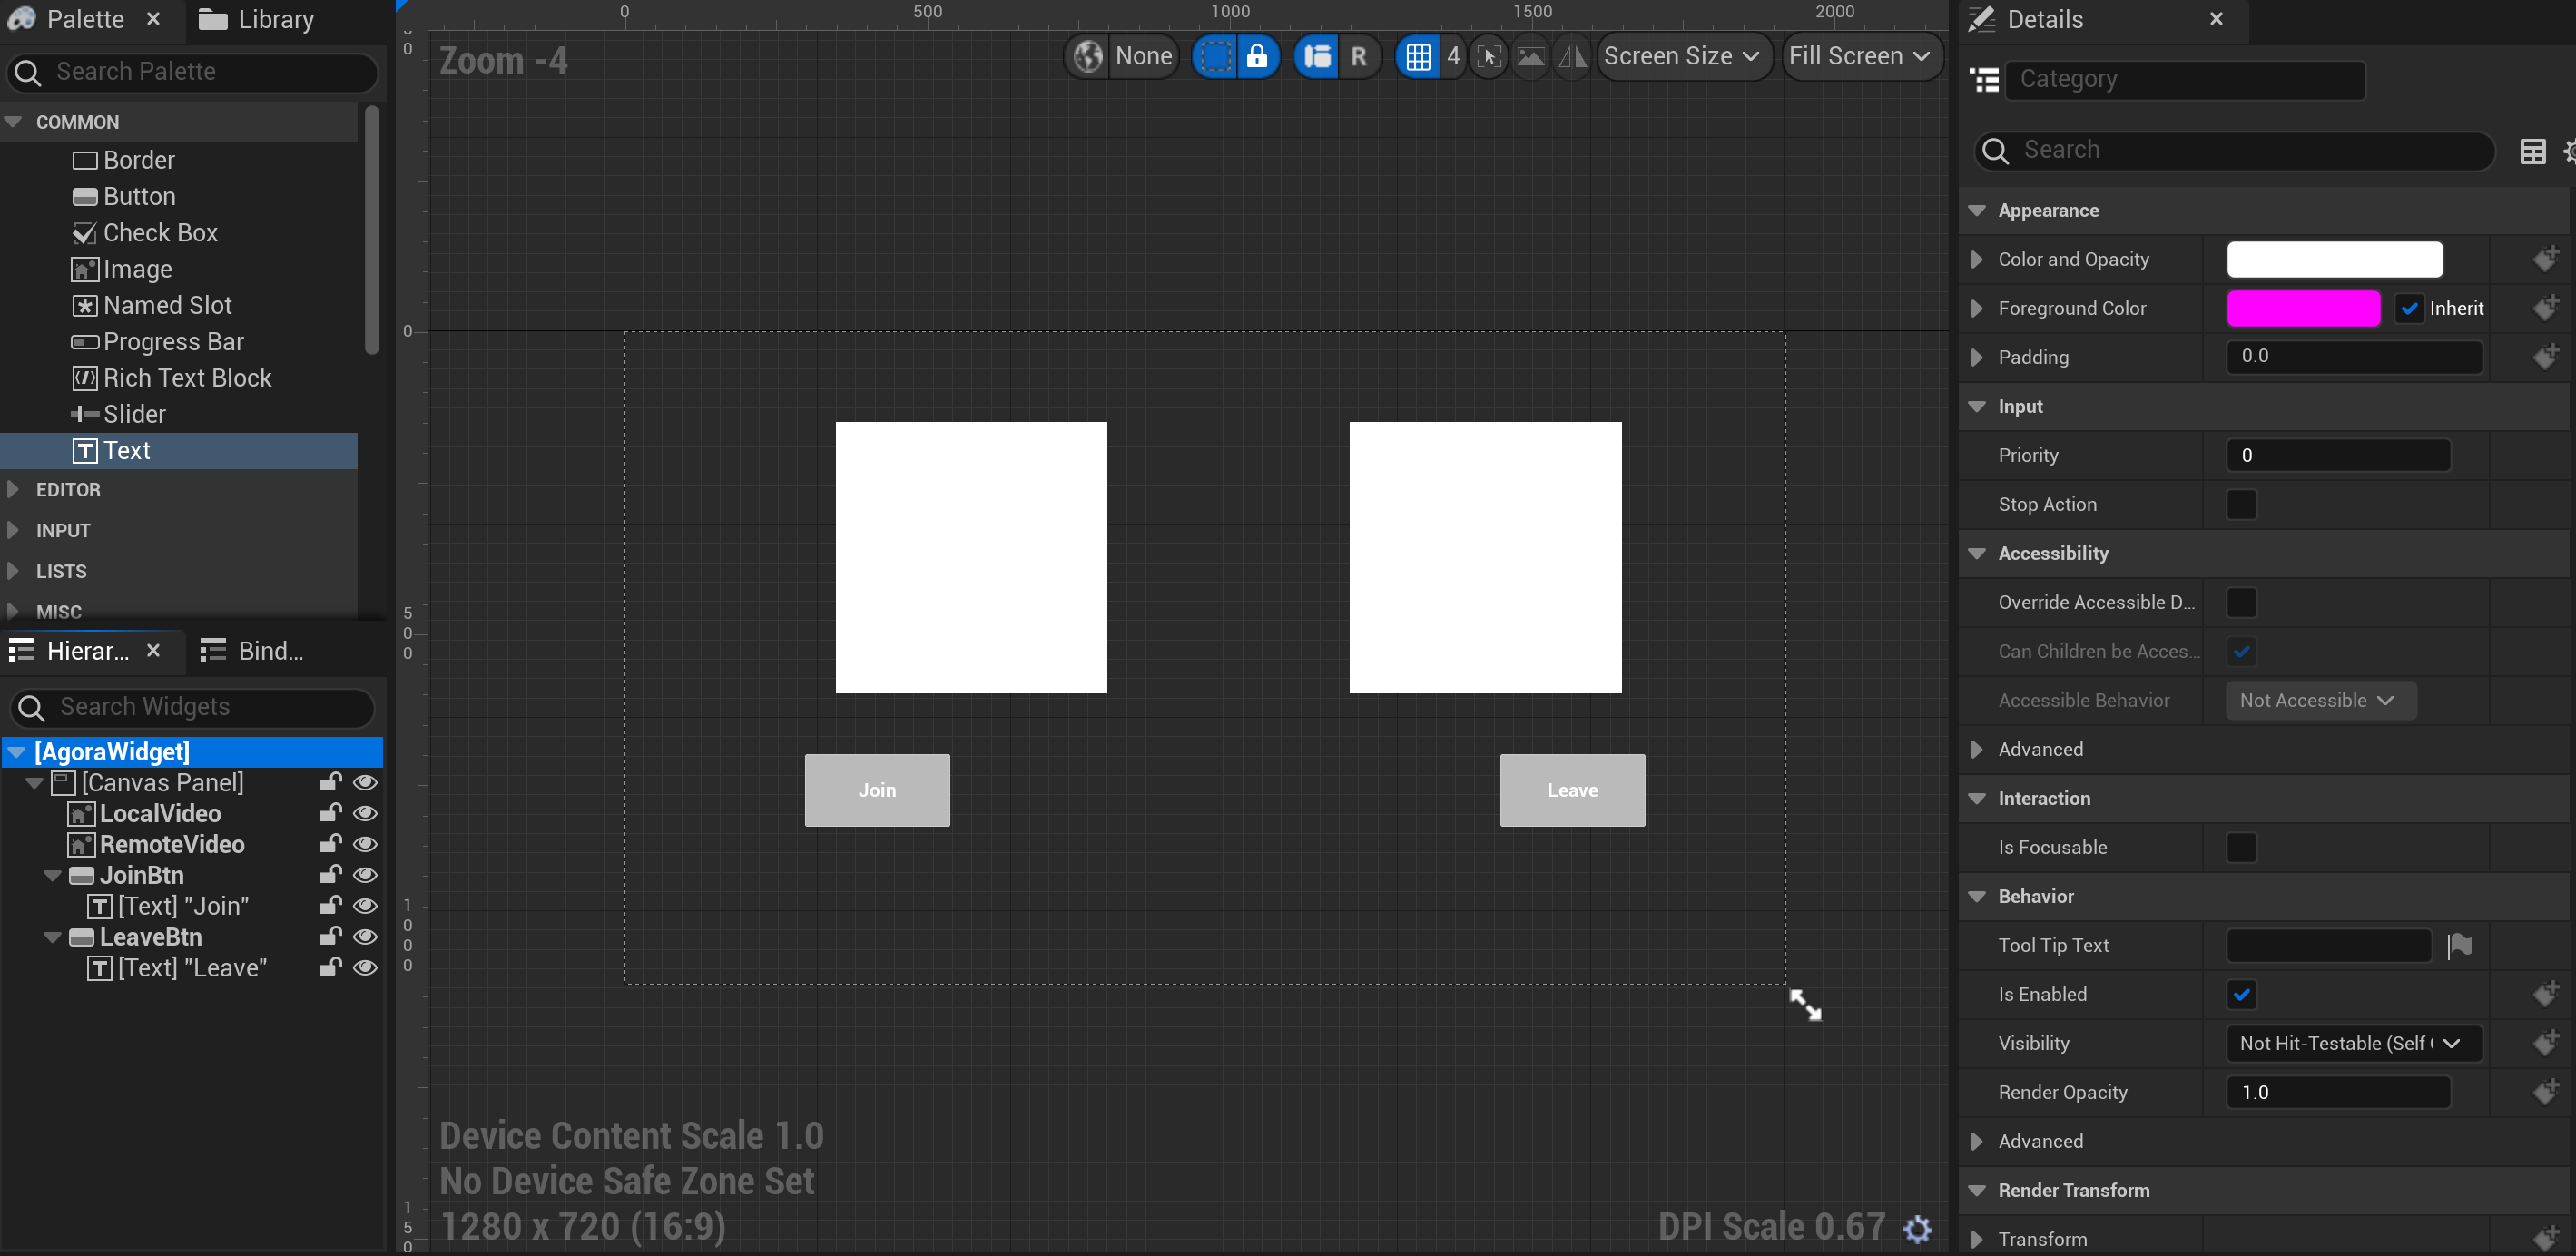 Palette
Library
Search Palette
COMMON
Border
Button
Check Box
Image
Named Slot
Progress Bar
Rich Text Block
Slider
Text
EDITOR
INPUT
LISTS
MISC
Hierar...
Bind...
Search Widgets
[AgoraWidget]
[Canvas Panel]
LocalVideo
RemoteVideo
JoinBtn
[Text] "Join"
LeaveBtn
[Text] "Leave"
0 500 1000 1500 2000
0
0
500
1000
150
Zoom -4
None
R
4
Screen Size
Fill Screen
Join
Leave
Device Content Scale 1.0
No Device Safe Zone Set
1280 x 720 (16:9)
DPI Scale 0.67
Details
Category
Search
Appearance
Color and Opacity
Foreground Color
Inherit
Padding
0.0
Input
Priority
0
Stop Action
Accessibility
Override Accessible D...
Can Children be Acces...
Accessible Behavior
Not Accessible
Advanced
Interaction
Is Focusable
Behavior
Tool Tip Text
Is Enabled
Visibility
Not Hit-Testable (Self
Render Opacity
1.0
Advanced
Render Transform
Transform